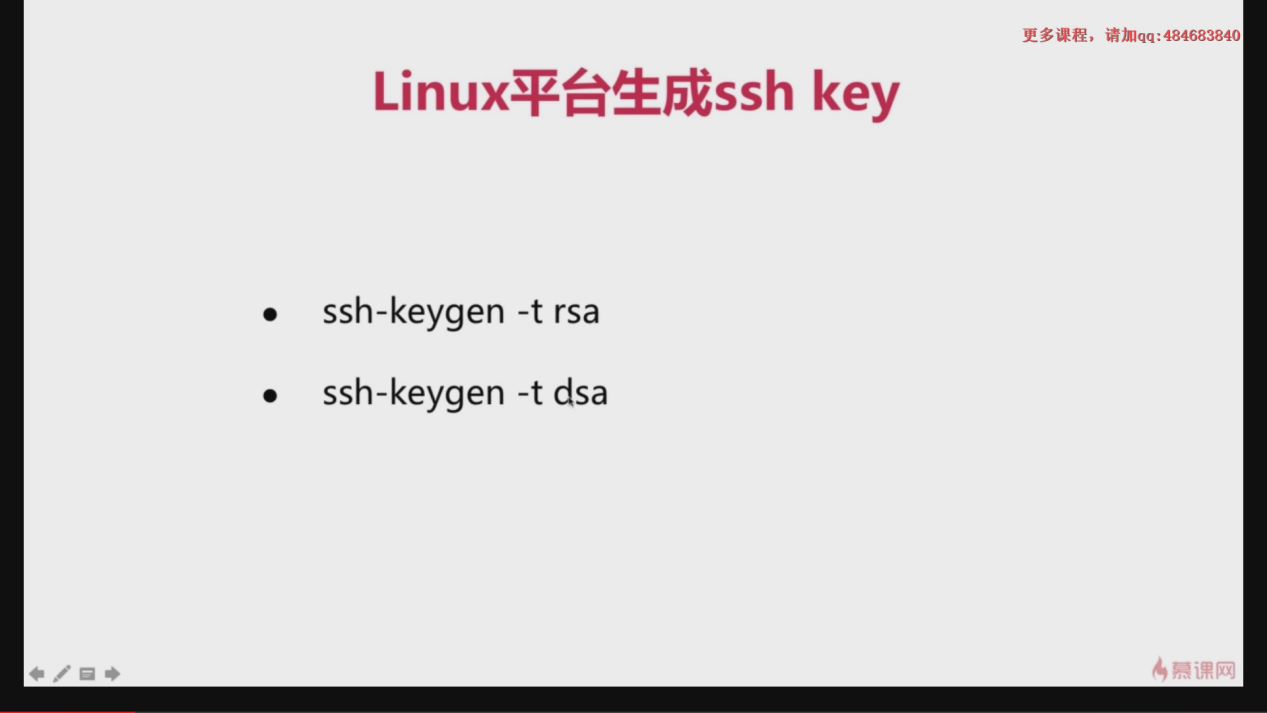 更多课程，请加qq:484683840
Linux平台生成ssh key
● ssh-keygen -t rsa
● ssh-keygen -t dsa
慕课网